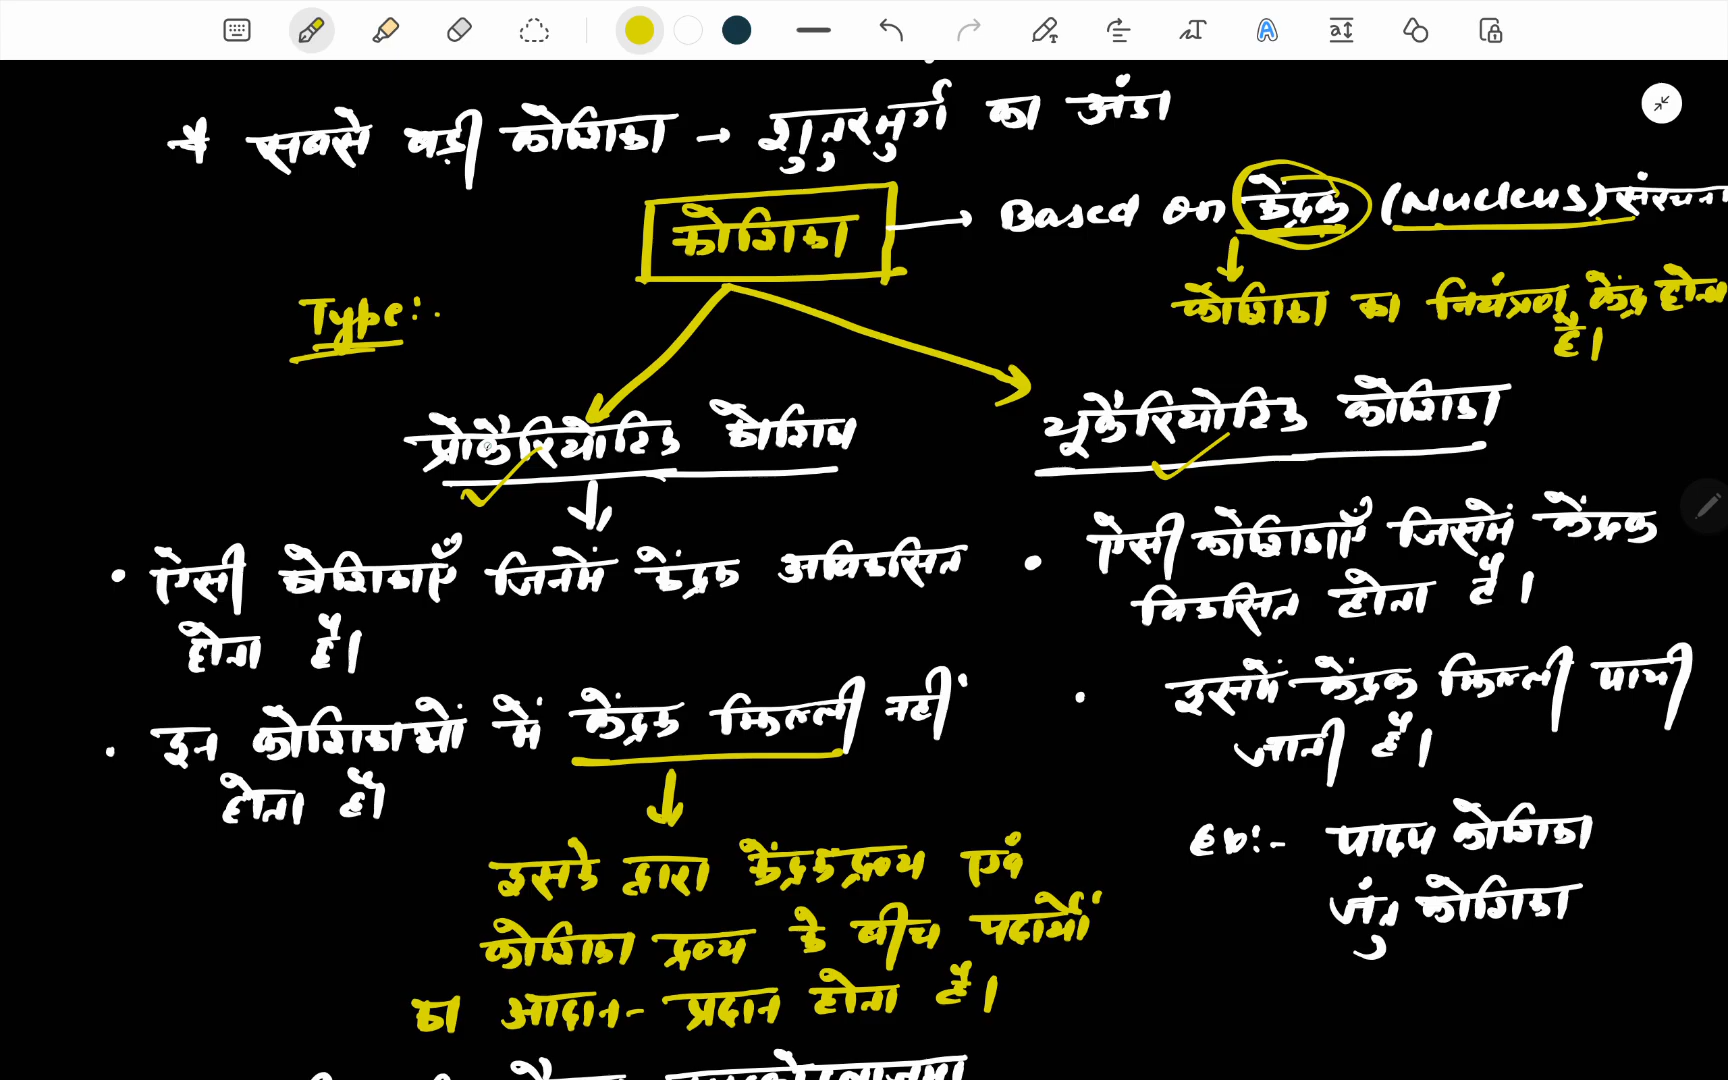 * सबसे बड़ी कोशिका → शुतुरमुर्ग का अंडा
कोशिका → Based on केंद्रक (Nucleus) संरचना
Type:-
कोशिका का नियंत्रण केंद्र होता
है।
प्रोकैरियोटिक कोशिका
यूकैरियोटिक कोशिका
• ऐसी कोशिकाएँ जिनमें केंद्रक अविकसित
होता है।
• इन कोशिकाओं में केंद्रक झिल्ली नहीं
होता है।
इसके द्वारा केंद्रकद्रव्य एवं
कोशिका द्रव्य के बीच पदार्थों
का आदान-प्रदान होता है।
• ऐसी कोशिकाएँ जिसमें केंद्रक
विकसित होता है।
• इसमें केंद्रक झिल्ली पायी
जाती है।
Ex:- पादप कोशिका
जंतु कोशिका